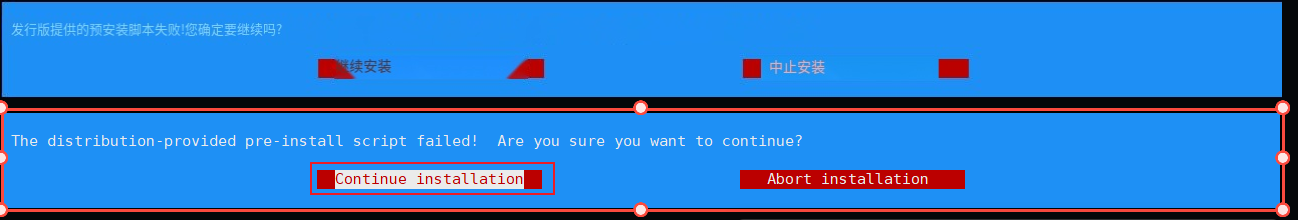 发行版提供的预安装脚本失败!您确定要继续吗?
继续安装 中止安装
The distribution-provided pre-install script failed!  Are you sure you want to continue?
Continue installation Abort installation